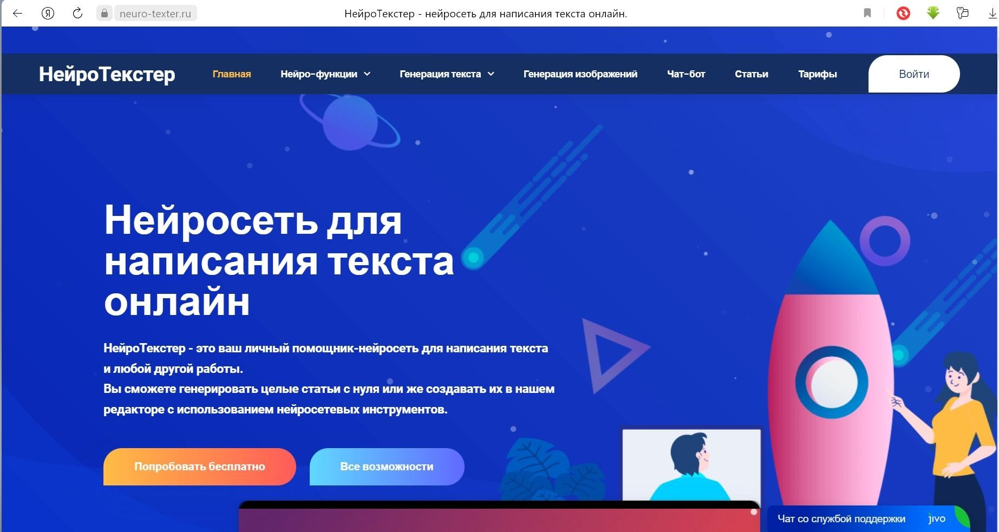 Я
neuro-texter.ru
НейроТекстер - нейросеть для написания текста онлайн.
НейроТекстер
Главная
Нейро-функции
Генерация текста
Генерация изображений
Чат-бот
Статьи
Тарифы
Войти
Нейросеть для
написания текста
онлайн
НейроТекстер - это ваш личный помощник-нейросеть для написания текста
и любой другой работы.
Вы сможете генерировать целые статьи с нуля или же создавать их в нашем
редакторе с использованием нейросетевых инструментов.
Попробовать бесплатно
Все возможности
Чат со службой поддержки
jivo